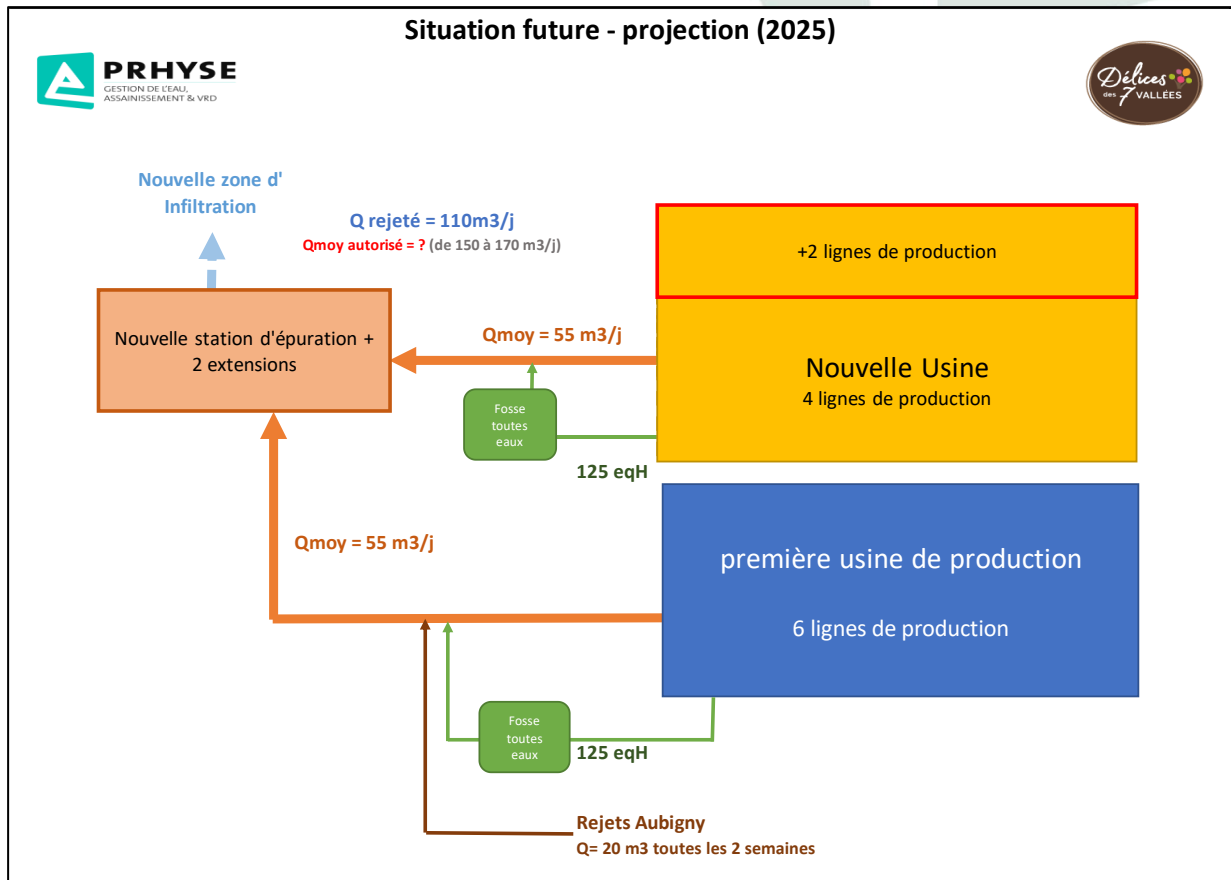 Situation future - projection (2025)
PRHYSE
GESTION DE L'EAU,
ASSAINISSEMENT & VRD
Délices
des 7 VALLÉES
Nouvelle zone d'
Infiltration
Q rejeté = 110m3/j
Qmoy autorisé = ? (de 150 à 170 m3/j)
+2 lignes de production
Nouvelle station d'épuration +
2 extensions
Qmoy = 55 m3/j
Nouvelle Usine
4 lignes de production
Fosse
toutes
eaux
125 eqH
Qmoy = 55 m3/j
première usine de production
6 lignes de production
Fosse
toutes
eaux
125 eqH
Rejets Aubigny
Q= 20 m3 toutes les 2 semaines